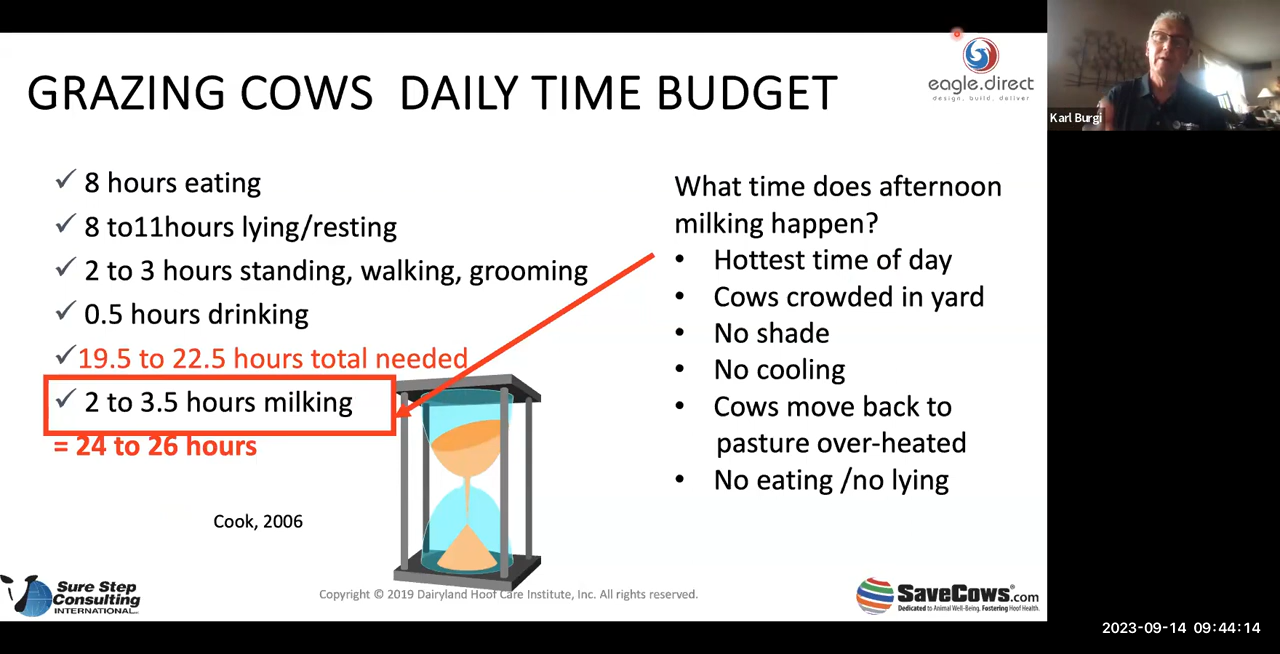 GRAZING COWS DAILY TIME BUDGET
eagle.direct
design. build. deliver
Karl Burgi
✓ 8 hours eating
✓ 8 to11hours lying/resting
✓ 2 to 3 hours standing, walking, grooming
✓ 0.5 hours drinking
✓19.5 to 22.5 hours total needed
✓ 2 to 3.5 hours milking
= 24 to 26 hours
Cook, 2006
What time does afternoon
milking happen?
• Hottest time of day
• Cows crowded in yard
• No shade
• No cooling
• Cows move back to
pasture over-heated
• No eating /no lying
Sure Step
Consulting
INTERNATIONAL
Copyright © 2019 Dairyland Hoof Care Institute, Inc. All rights reserved.
SaveCows®.com
Dedicated to Animal Well-Being. Fostering Hoof Health.
2023-09-14 09:44:14